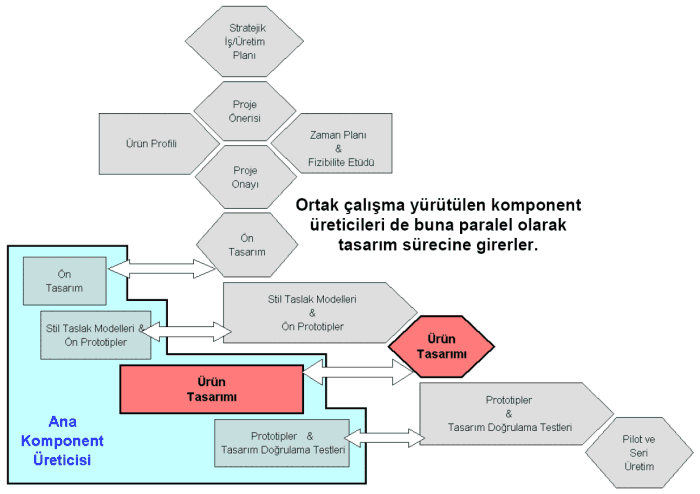 Stratejik
İş/Üretim
Planı
Proje
Önerisi
Ürün Profili
Zaman Planı
&
Fizibilite Etüdü
Proje
Onayı
Ortak çalışma yürütülen komponent
üreticileri de buna paralel olarak
tasarım sürecine girerler.
Ön
Tasarım
Ön
Tasarım
Stil Taslak Modelleri
&
Ön Prototipler
Stil Taslak Modelleri &
Ön Prototipler
Ürün
Tasarımı
Ürün
Tasarımı
Prototipler
&
Tasarım Doğrulama Testleri
Ana
Komponent
Üreticisi
Prototipler &
Tasarım Doğrulama Testleri
Pilot ve
Seri
Üretim